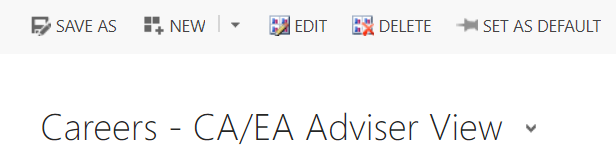 SAVE AS NEW EDIT DELETE SET AS DEFAULT
Careers - CA/EA Adviser View